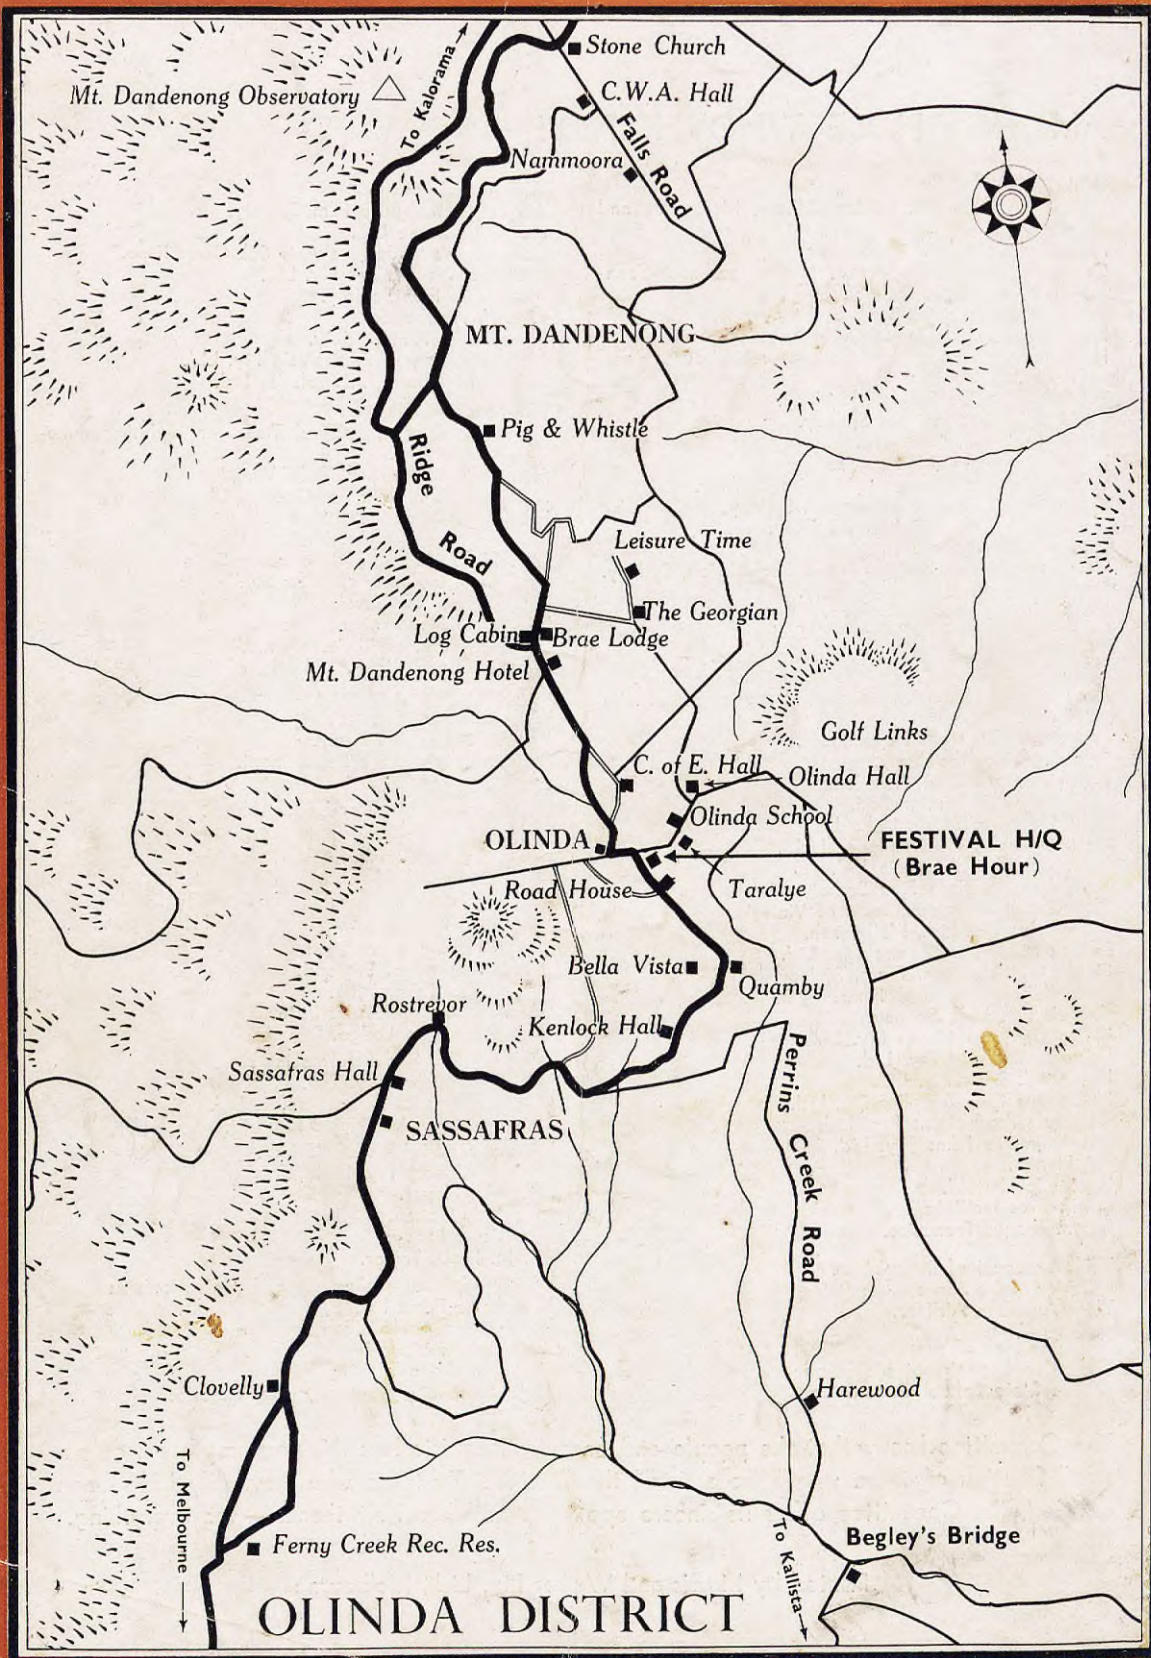 Stone Church
To Kalorama
Mt. Dandenong Observatory
C.W.A. Hall
Falls Road
Nammoora
MT. DANDENONG
Pig & Whistle
Ridge Road
Leisure Time
The Georgian
Log Cabin
Brae Lodge
Mt. Dandenong Hotel
Golf Links
C. of E. Hall
Olinda Hall
Olinda School
OLINDA
FESTIVAL H/Q
(Brae Hour)
Road House
Taralye
Bella Vista
Quamby
Rostrevor
Kenlock Hall
Perrins Creek Road
Sassafras Hall
SASSAFRAS
Clovelly
Harewood
To Melbourne
Ferny Creek Rec. Res.
To Kallista
Begley's Bridge
OLINDA DISTRICT